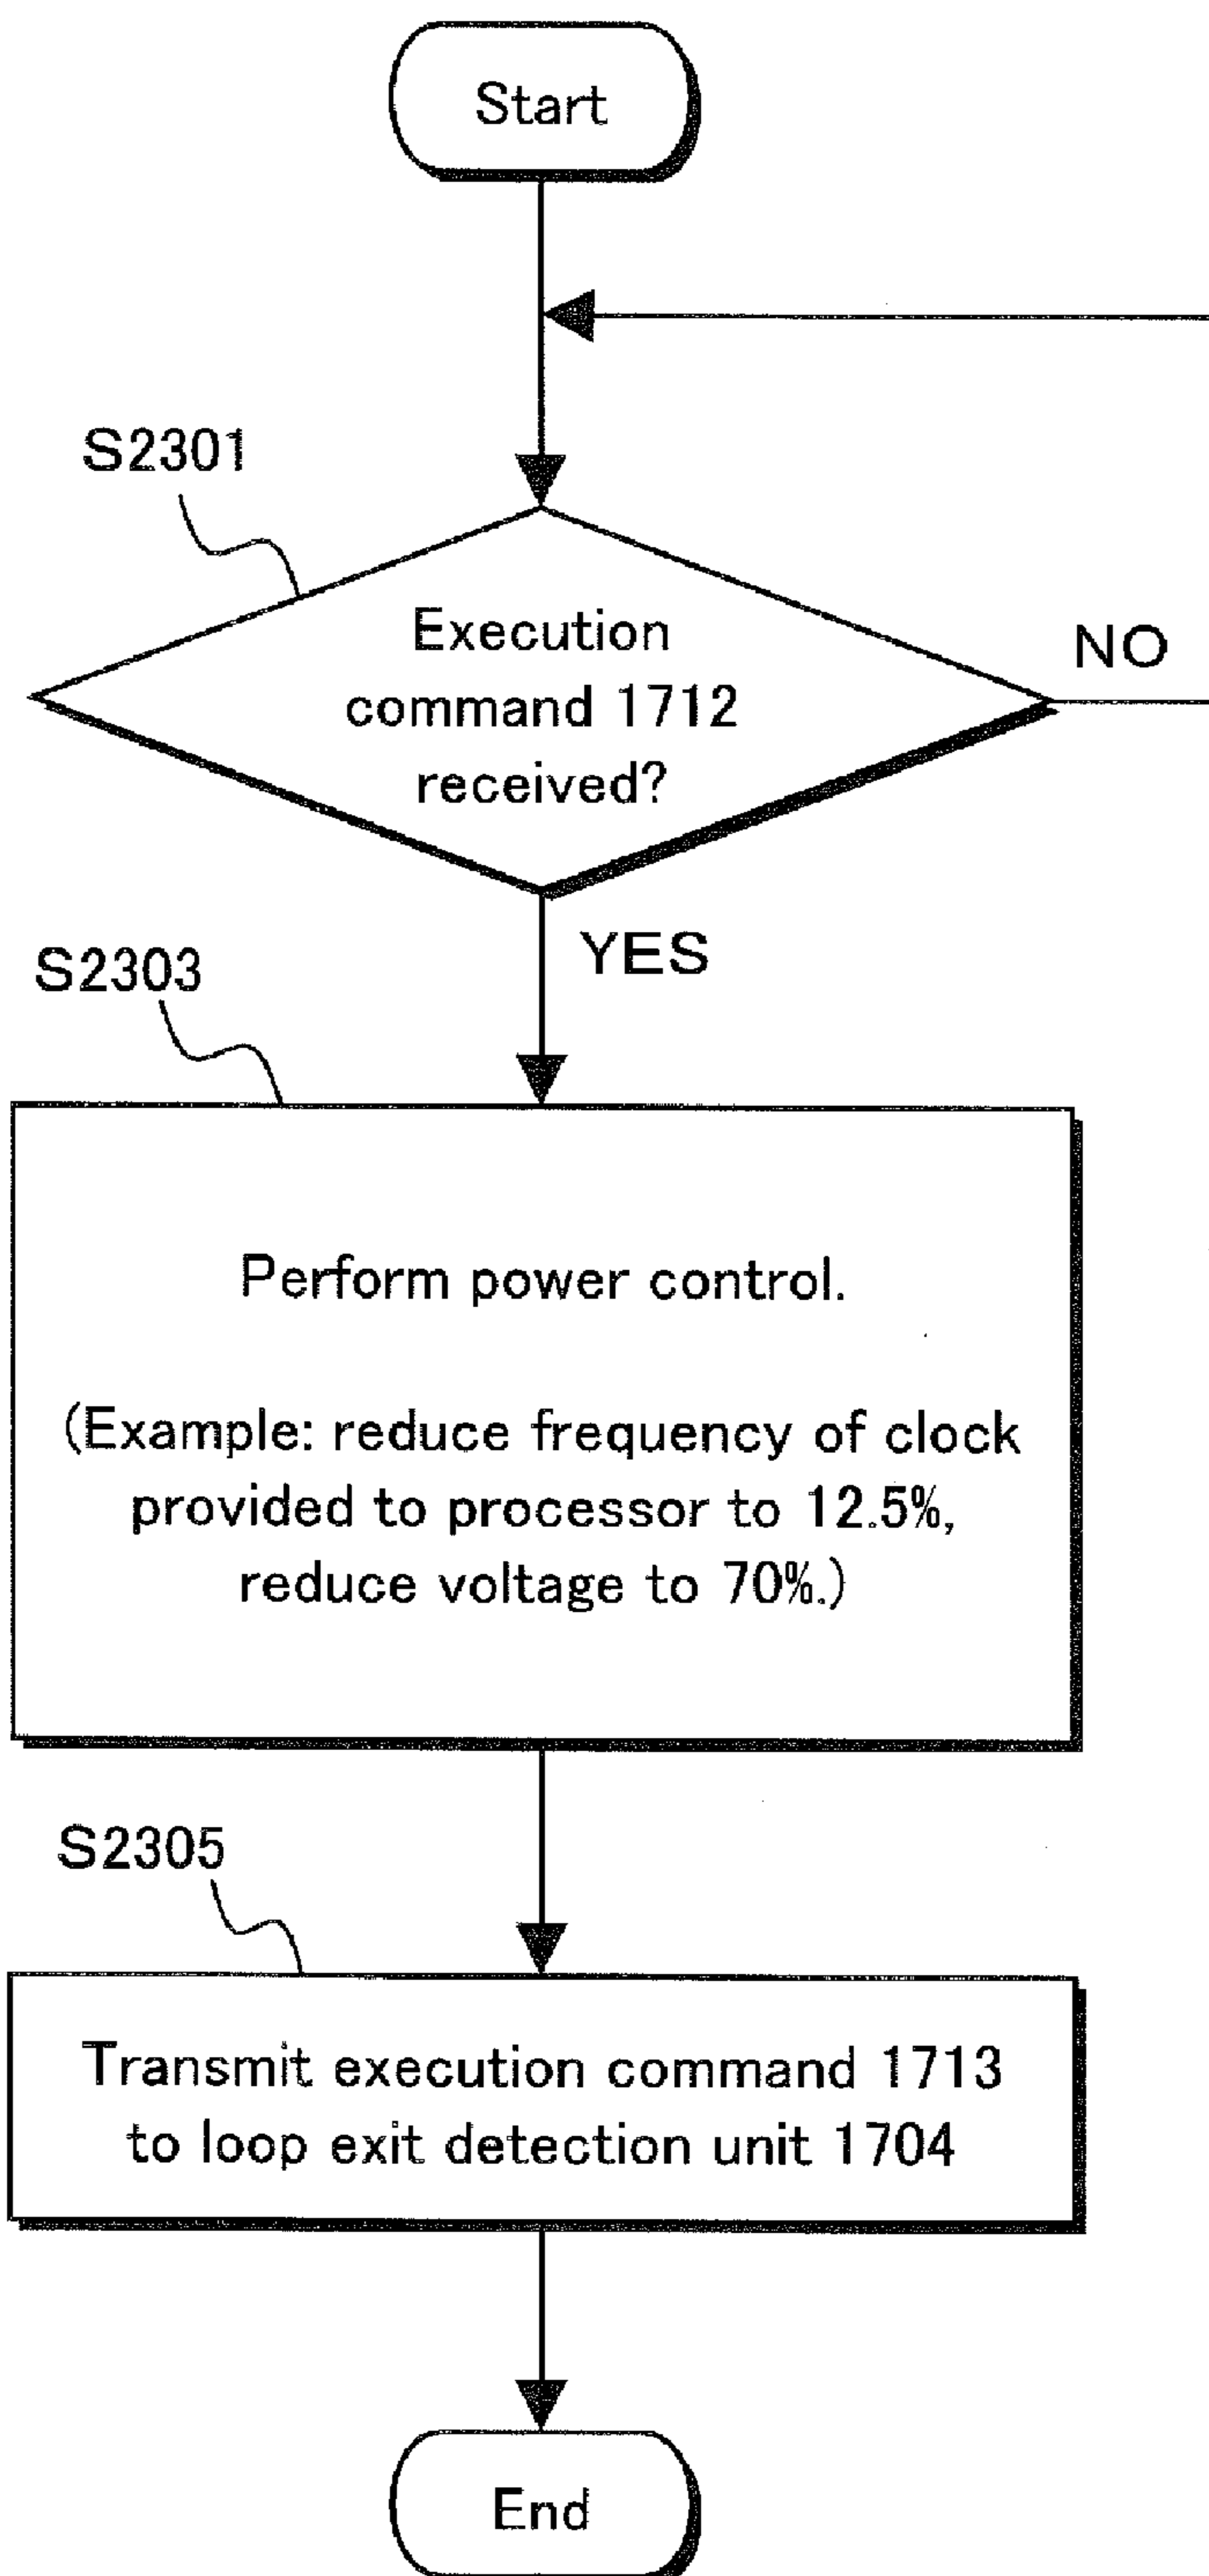 Start
S2301
Execution
command 1712
received?
NO
YES
S2303
Perform power control.
(Example: reduce frequency of clock
provided to processor to 12.5%,
reduce voltage to 70%.)
S2305
Transmit execution command 1713
to loop exit detection unit 1704
End